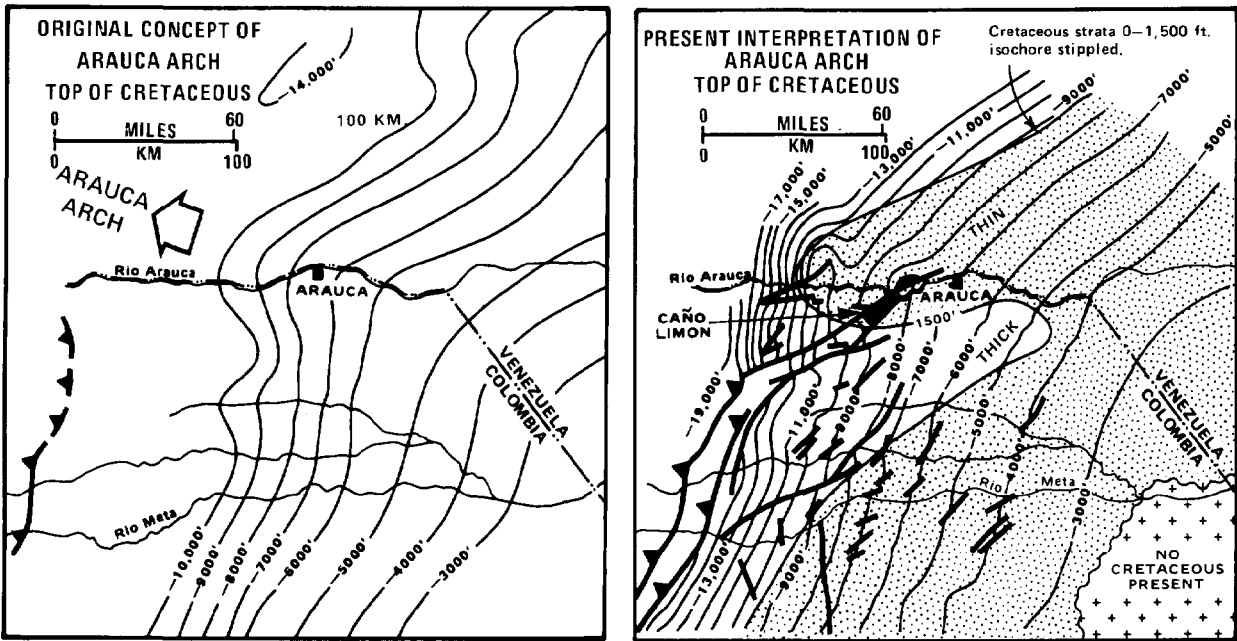 ORIGINAL CONCEPT OF
ARAUCA ARCH
TOP OF CRETACEOUS
0 60
MILES
KM
0 100
100 KM
-14,000'
ARAUCA
ARCH
Rio Arauca
ARAUCA
VENEZUELA
COLOMBIA
Rio Meta
-10,000'
-9000'
-8000'
-7000'
-6000'
-5000'
-4000'
-3000'
PRESENT INTERPRETATION OF
ARAUCA ARCH
TOP OF CRETACEOUS
0 60
MILES
KM
0 100
Cretaceous strata 0-1,500 ft.
isochore stippled.
-9000'
-7000'
-5000'
-11,000'
-13,000'
-17,000'
-15,000'
THIN
Rio Arauca
ARAUCA
CAÑO
LIMON
1500'
THICK
8000'
7000'
6000'
-19,000'
11,000'
9000'
5000'
4000'
3000'
VENEZUELA
COLOMBIA
Rio Meta
-13,000'
-9000'
NO
CRETACEOUS
PRESENT